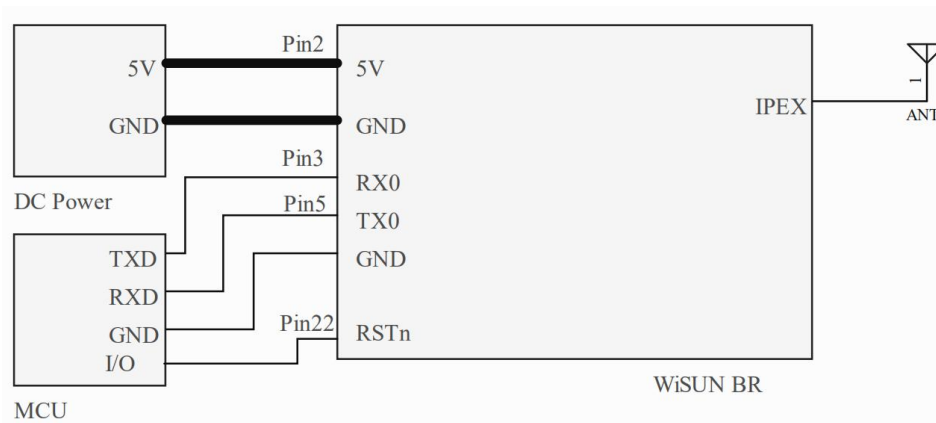 Pin2
5V
5V
IPEX
1
ANT
GND
GND
Pin3
RX0
DC Power
Pin5
TX0
TXD
GND
RXD
Pin22
GND
RSTn
I/O
WiSUN BR
MCU